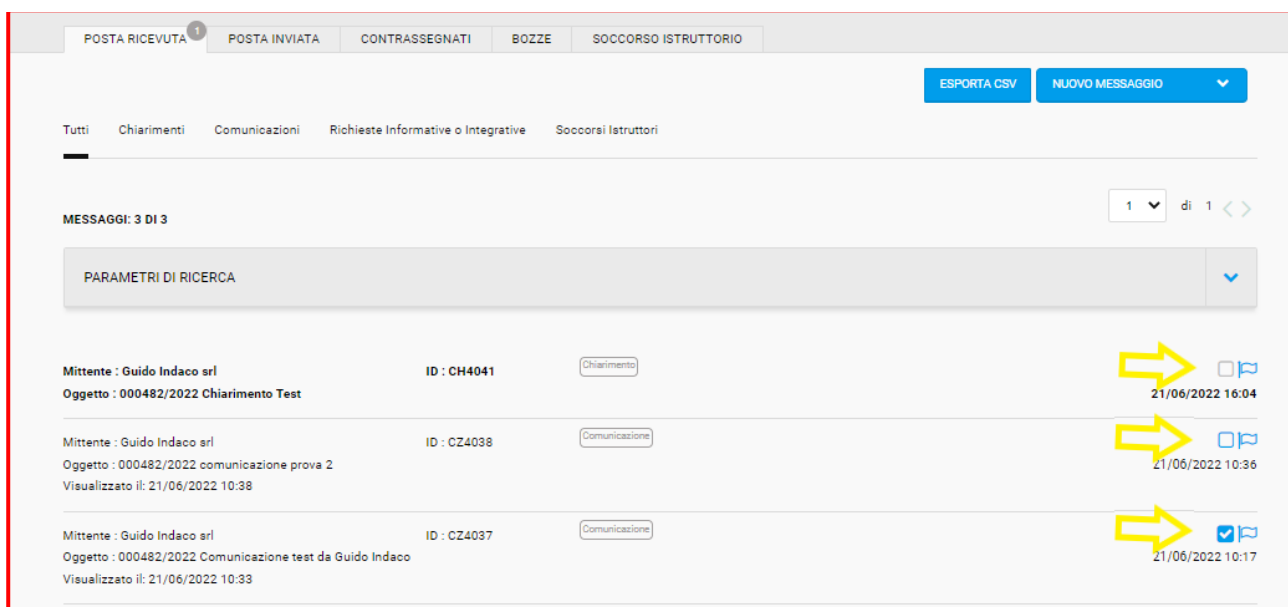 POSTA RICEVUTA 1 POSTA INVIATA CONTRASSEGNATI BOZZE SOCCORSO ISTRUTTORIO
ESPORTA CSV NUOVO MESSAGGIO
Tutti Chiarimenti Comunicazioni Richieste Informative o Integrative Soccorsi Istruttori
1 di 1
MESSAGGI: 3 DI 3
PARAMETRI DI RICERCA
Mittente : Guido Indaco srl ID : CH4041 Chiarimento
Oggetto : 000482/2022 Chiarimento Test 21/06/2022 16:04
Mittente : Guido Indaco srl ID : CZ4038 Comunicazione
Oggetto : 000482/2022 comunicazione prova 2 21/06/2022 10:36
Visualizzato il: 21/06/2022 10:38
Mittente : Guido Indaco srl ID : CZ4037 Comunicazione
Oggetto : 000482/2022 Comunicazione test da Guido Indaco 21/06/2022 10:17
Visualizzato il: 21/06/2022 10:33